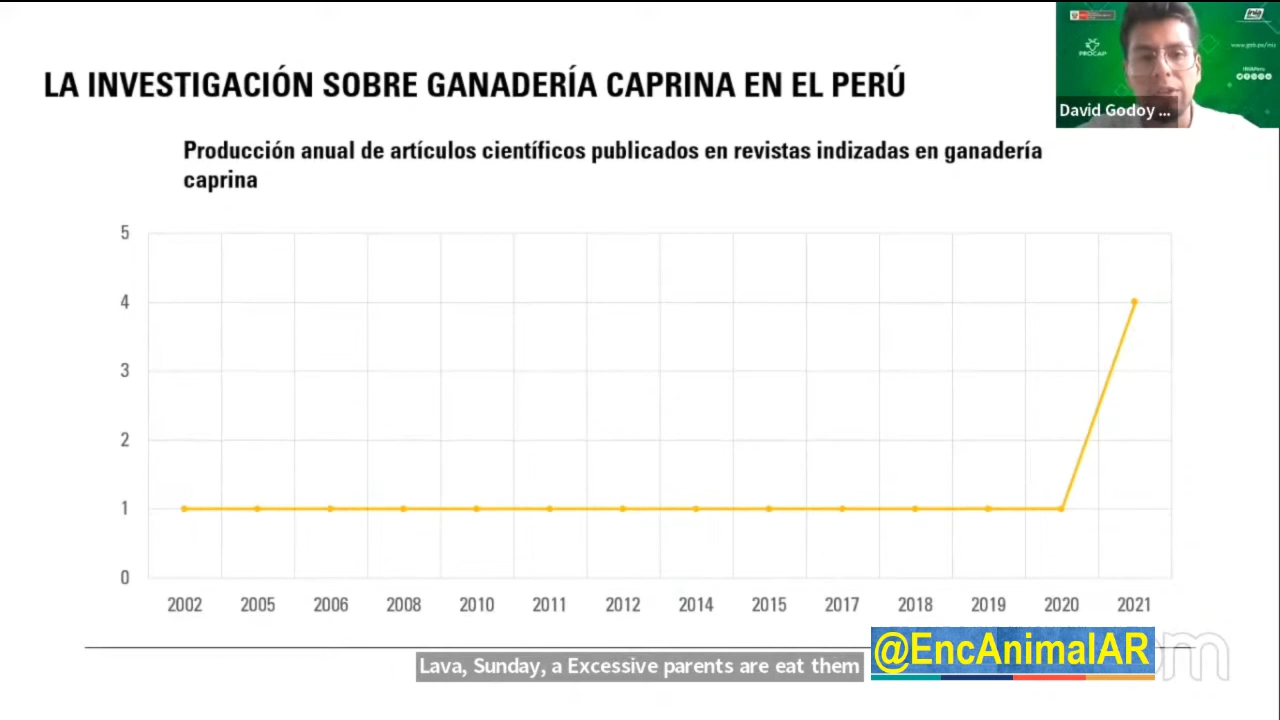 LA INVESTIGACIÓN SOBRE GANADERÍA CAPRINA EN EL PERÚ
PROCAP
David Godoy ...
Producción anual de artículos científicos publicados en revistas indizadas en ganadería
caprina
5
4
3
2
1
0
2002 2005 2006 2008 2010 2011 2012 2014 2015 2017 2018 2019 2020 2021
@EncAnimalAR
Lava, Sunday, a Excessive parents are eat them